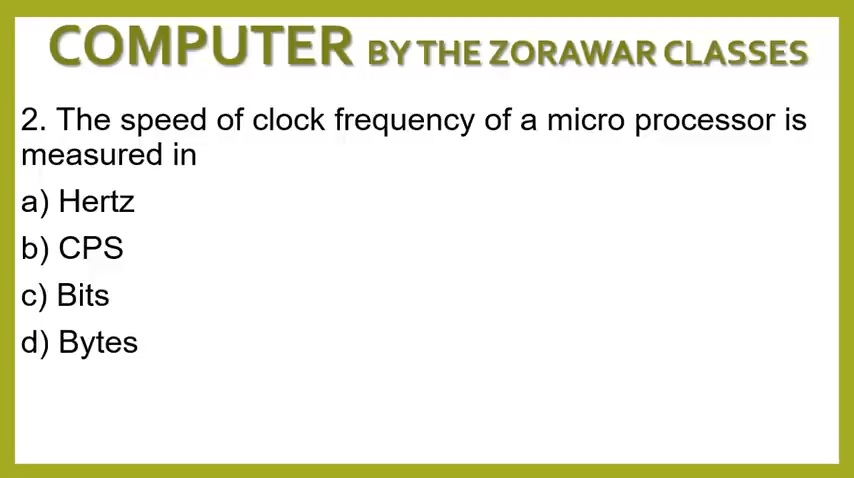 COMPUTER BY THE ZORAWAR CLASSES
2. The speed of clock frequency of a micro processor is
measured in
a) Hertz
b) CPS
c) Bits
d) Bytes